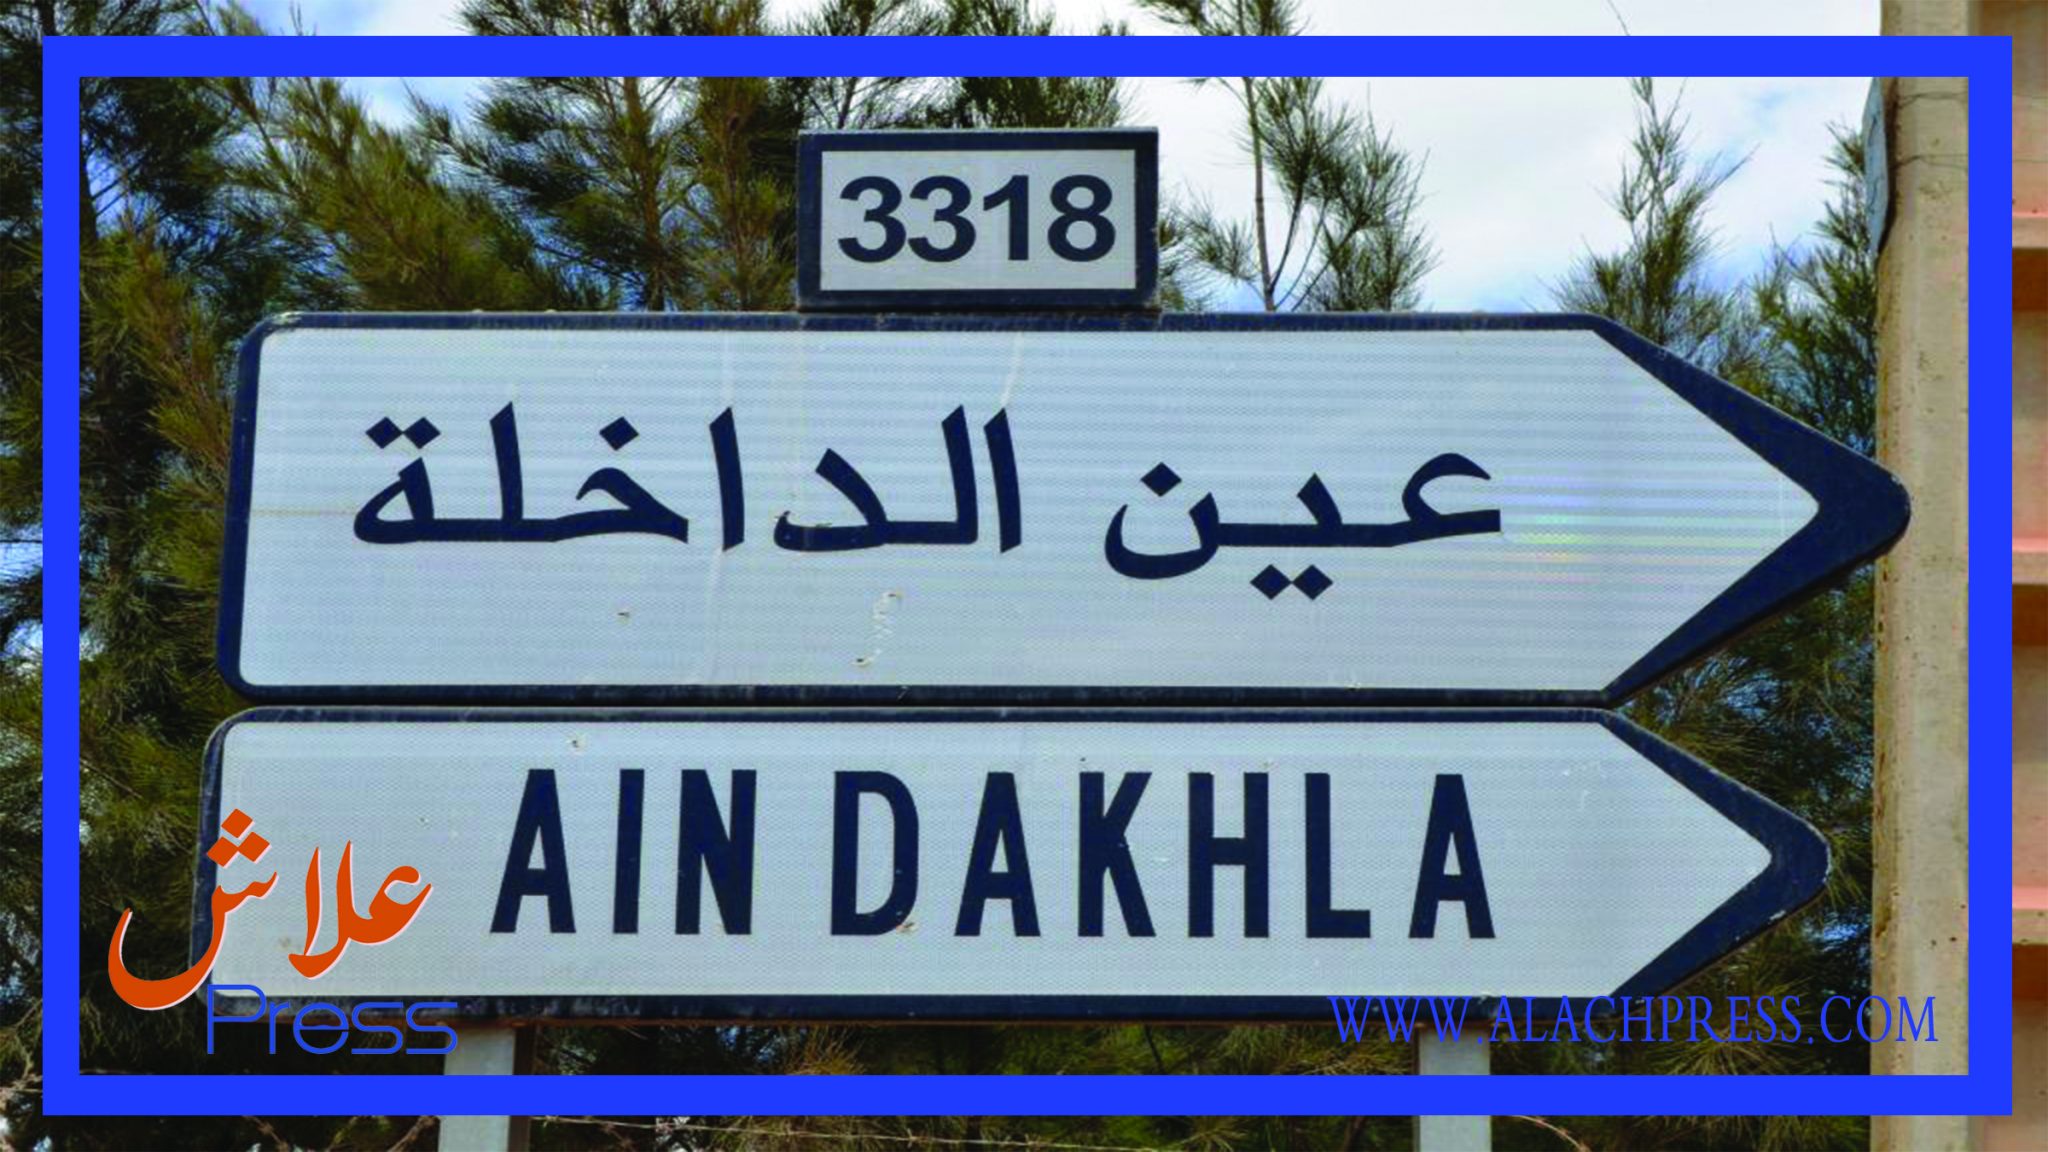 3318
عين الداخلة
AIN DAKHLA
علاش
Press
WWW.ALACHPRESS.COM